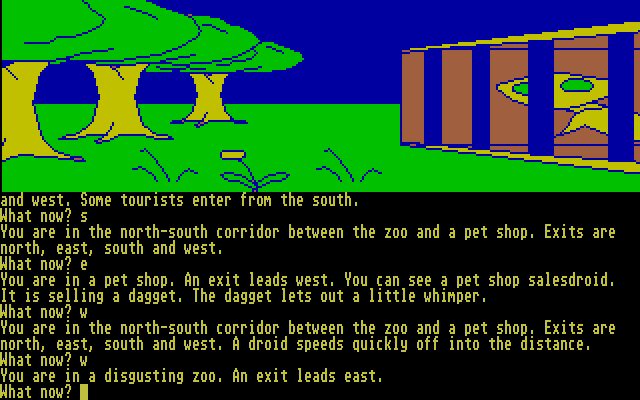 and west. Some tourists enter from the south.
What now? s
You are in the north-south corridor between the zoo and a pet shop. Exits are
north, east, south and west.
What now? e
You are in a pet shop. An exit leads west. You can see a pet shop salesdroid.
It is selling a dagget. The dagget lets out a little whimper.
What now? w
You are in the north-south corridor between the zoo and a pet shop. Exits are
north, east, south and west. A droid speeds quickly off into the distance.
What now? w
You are in a disgusting zoo. An exit leads east.
What now?